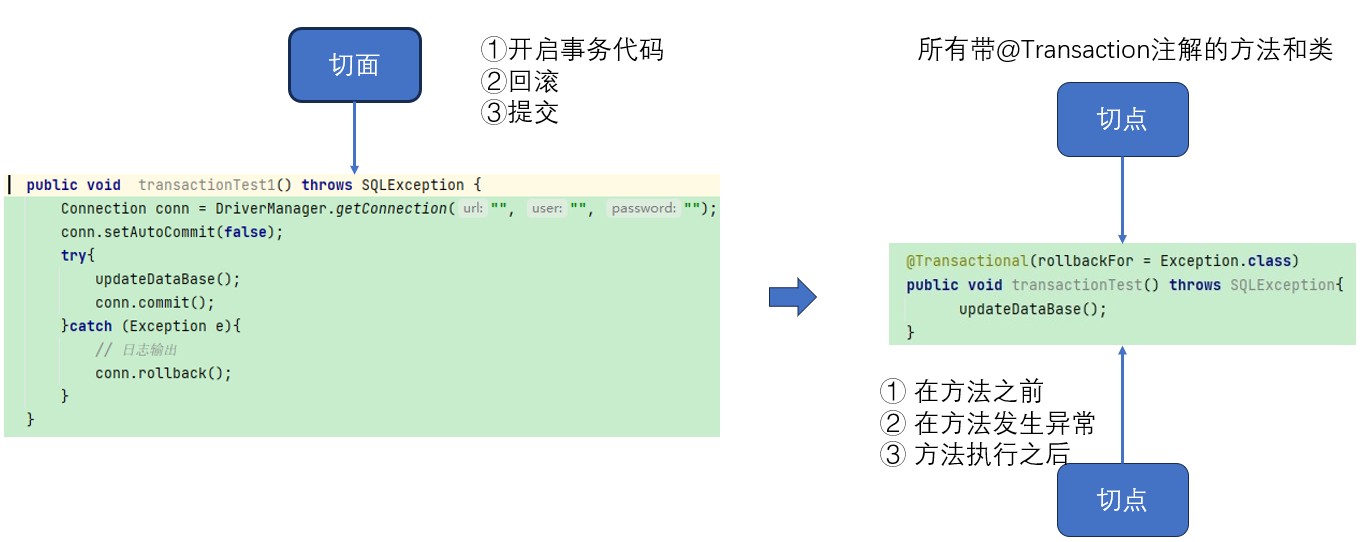 切面
①开启事务代码
②回滚
③提交
public void transactionTest1() throws SQLException {
Connection conn = DriverManager.getConnection( url: "", user: "", password: "");
conn.setAutoCommit(false);
try{
updateDataBase();
conn.commit();
}catch (Exception e){
// 日志输出
conn.rollback();
}
}
所有带@Transaction注解的方法和类
切点
@Transactional(rollbackFor = Exception.class)
public void transactionTest() throws SQLException{
updateDataBase();
}
① 在方法之前
② 在方法发生异常
③ 方法执行之后
切点